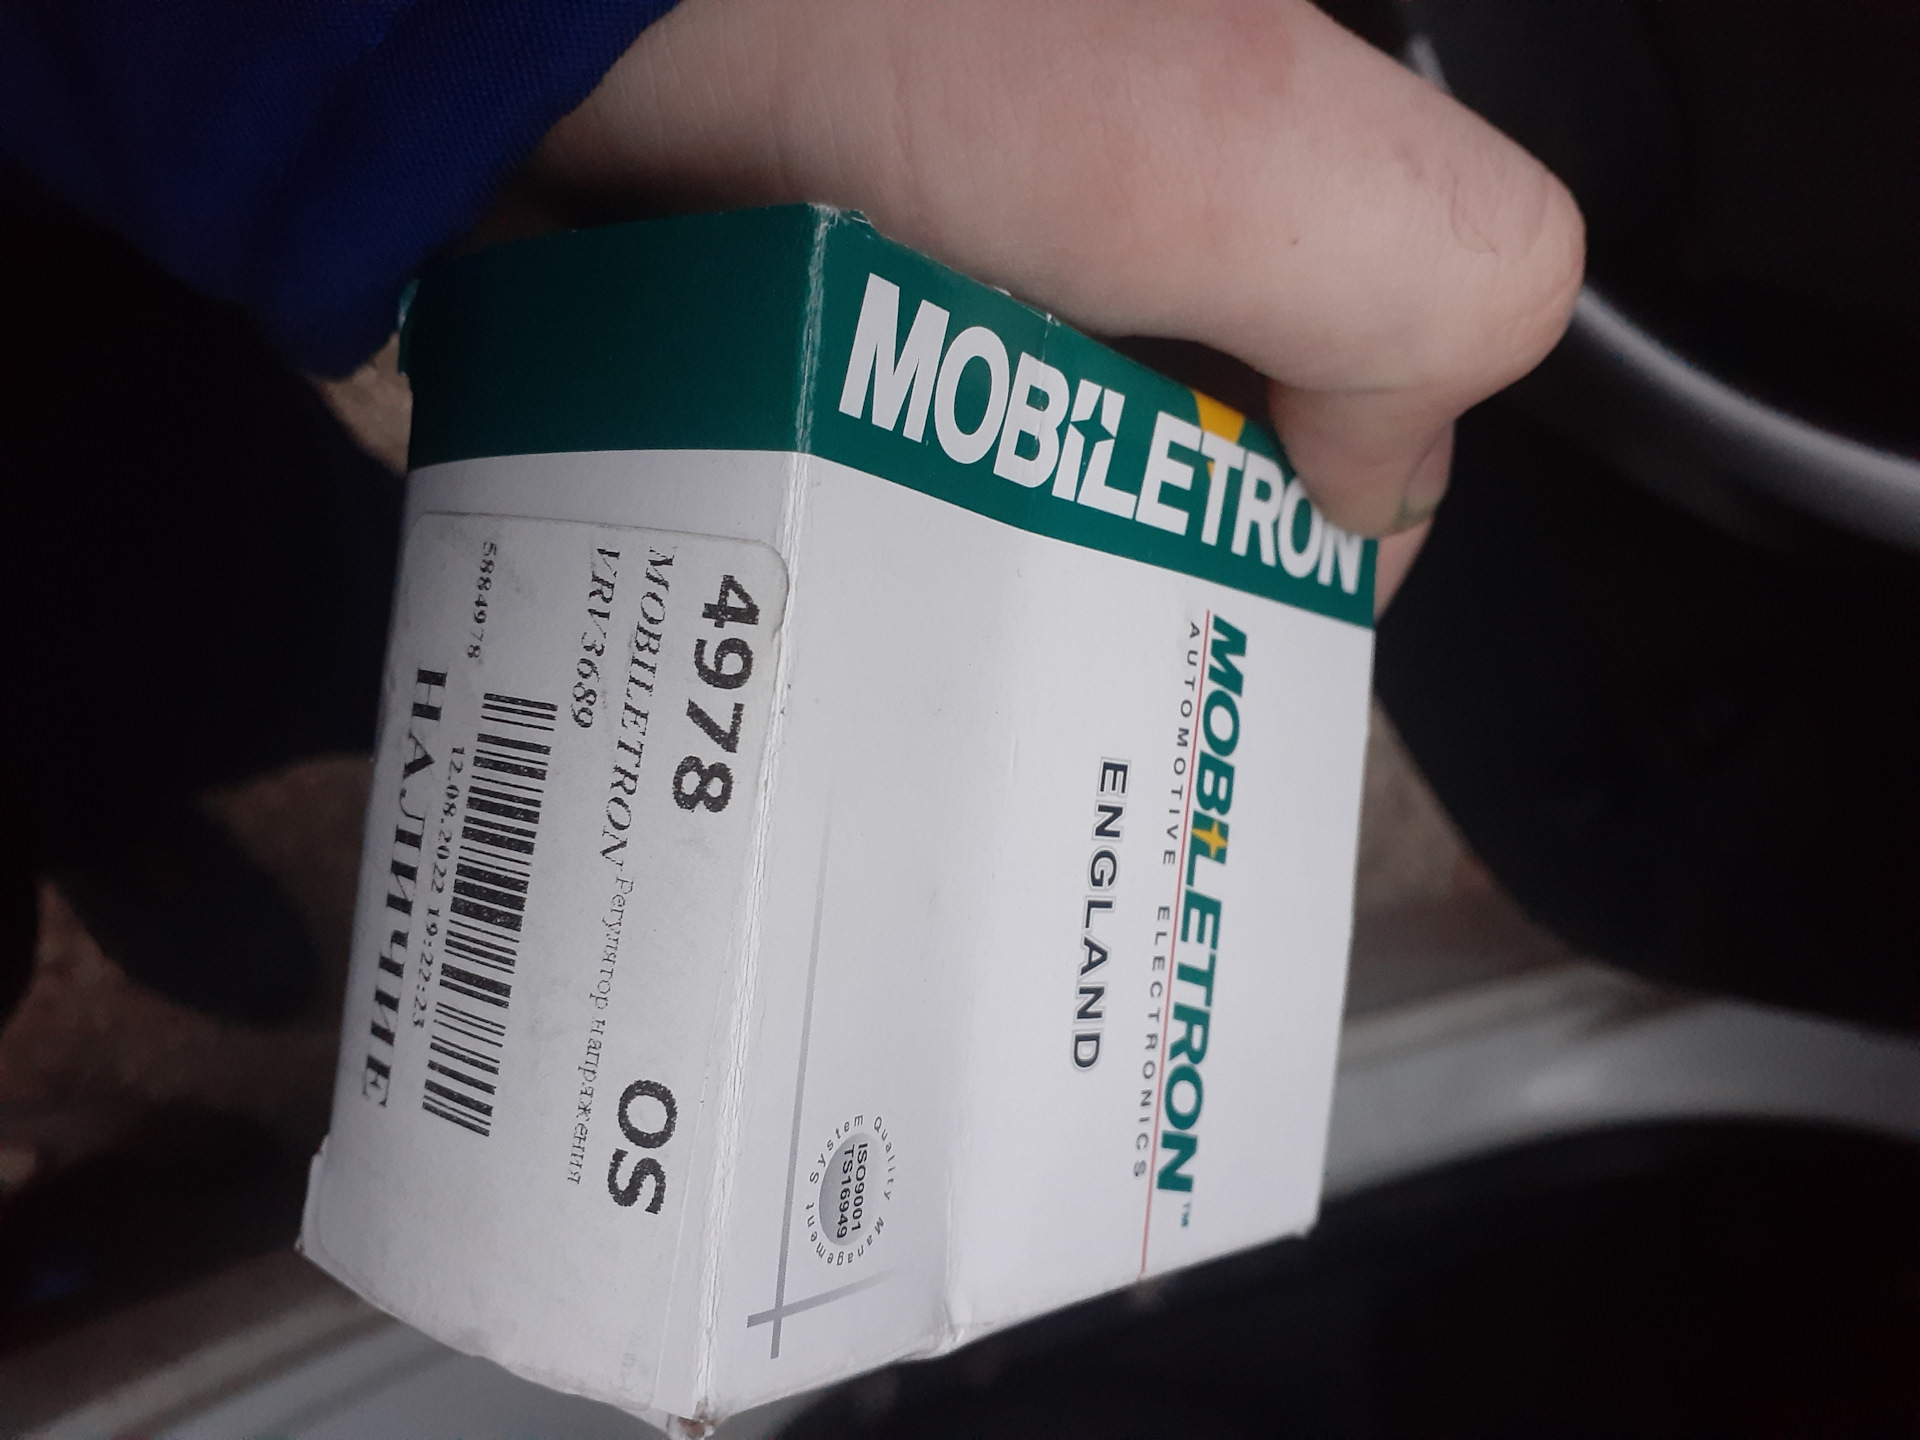 MOBILETRON
MOBILETRON™
AUTOMOTIVE ELECTRONICS
ENGLAND
Quality Management System
ISO9001
TS16949
4978
OS
MOBILETRON Регулятор напряжения
VRV3689
5884978
12.08.2022 19:22:23
НАЛИЧИЕ